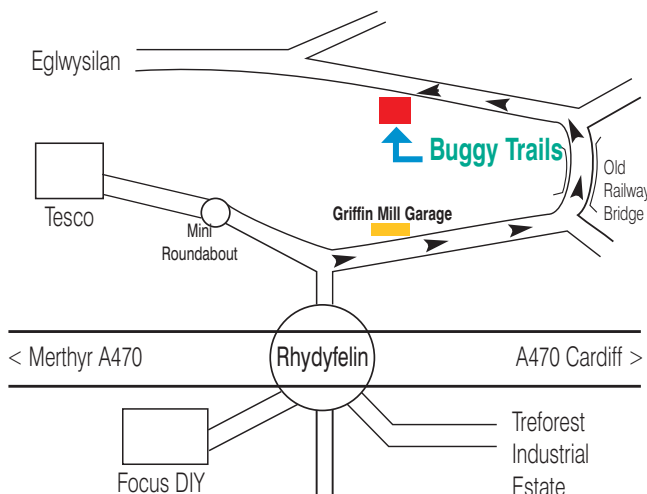 Eglwysilan
Buggy Trails
Old
Railway
Bridge
Tesco
Mini
Roundabout
Griffin Mill Garage
< Merthyr A470
Rhydyfelin
A470 Cardiff >
Focus DIY
Treforest
Industrial
Estate